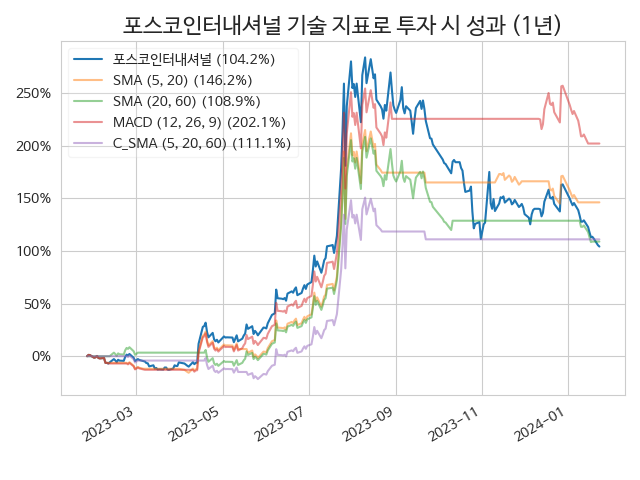 포스코인터내셔널 기술 지표로 투자 시 성과 (1년)
포스코인터내셔널 (104.2%)
SMA (5, 20) (146.2%)
SMA (20, 60) (108.9%)
MACD (12, 26, 9) (202.1%)
C_SMA (5, 20, 60) (111.1%)
250%
200%
150%
100%
50%
0%
2023-03
2023-05
2023-07
2023-09
2023-11
2024-01